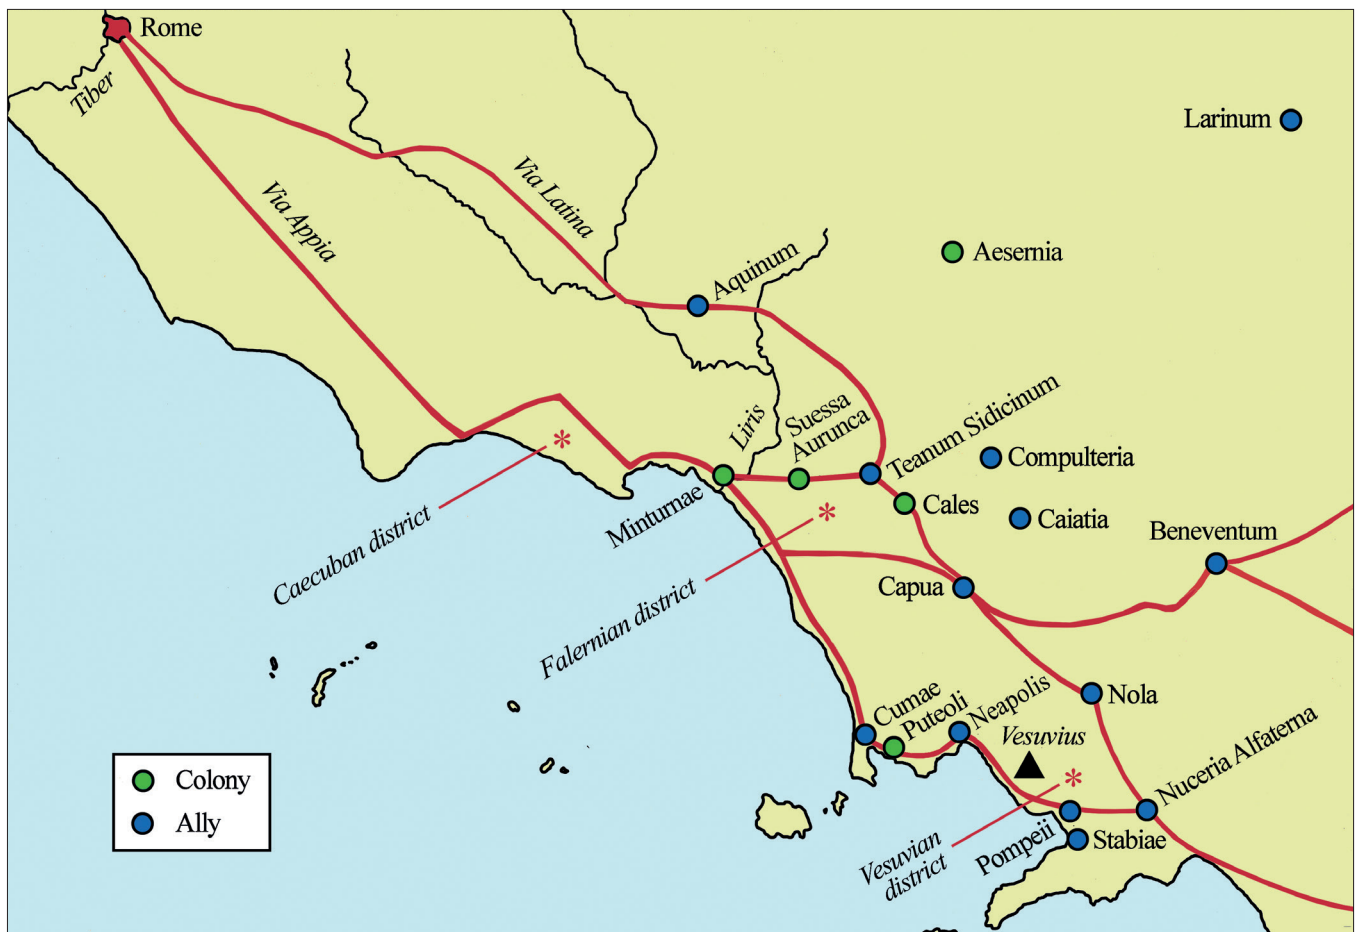 Rome
Tiber
Larinum
Via Latina
Via Appia
Aesernia
Aquinum
Liris
Suessa
Aurunca
Teanum Sidicinum
Compulteria
Minturnae
Cales
Caiatia
Caecuban district
Beneventum
Capua
Falernian district
Cumae
Puteoli
Neapolis
Nola
Vesuvius
Nuceria Alfaterna
Colony
Ally
Vesuvian
district
Pompeii
Stabiae